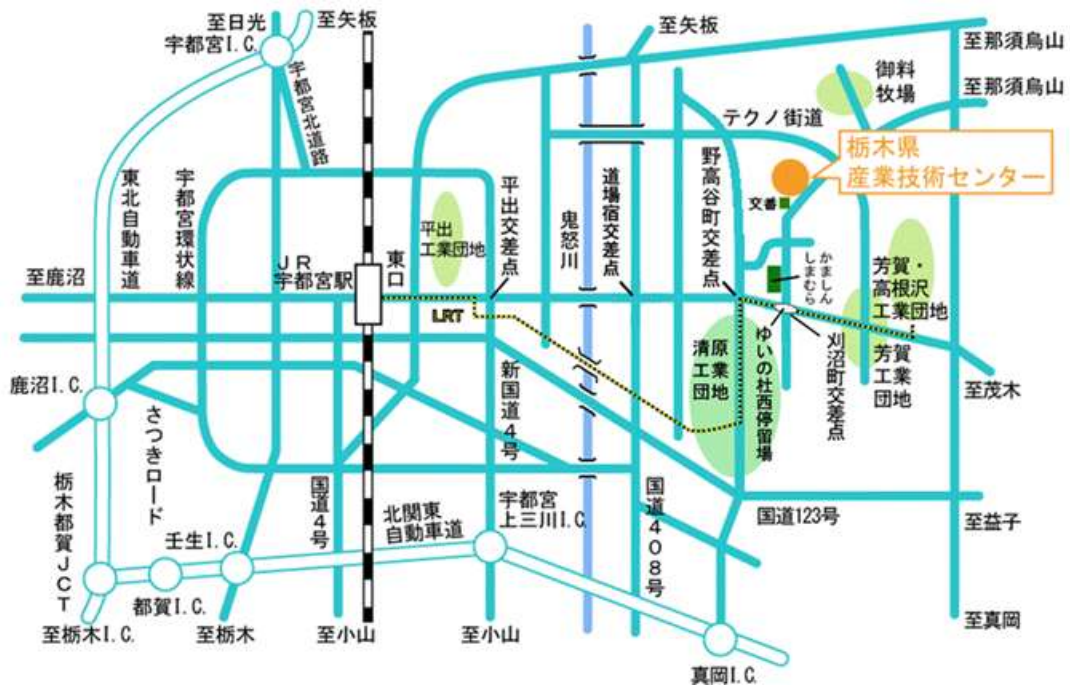 至日光
至矢板
至矢板
宇都宮I.C.
至那須烏山
御料
牧場
至那須烏山
宇都宮北道路
テクノ街道
栃木県
産業技術センター
東北自動車道
宇都宮環状線
平出交差点
道場宿交差点
野高谷町交差点
交番
鬼怒川
平出
工業団地
東口
JR
宇都宮駅
至鹿沼
かましん
しまむら
芳賀・
高根沢
工業団地
LRT
清原
工業
団地
ゆいの杜西停留場
刈沼町交差点
芳賀
工業
団地
至茂木
鹿沼I.C.
さつきロード
新国道4号
栃木都賀JCT
国道4号
北関東
自動車道
宇都宮
上三川I.C.
国道408号
国道123号
至益子
壬生I.C.
都賀I.C.
至栃木I.C.
至栃木
至小山
至小山
至真岡
真岡I.C.